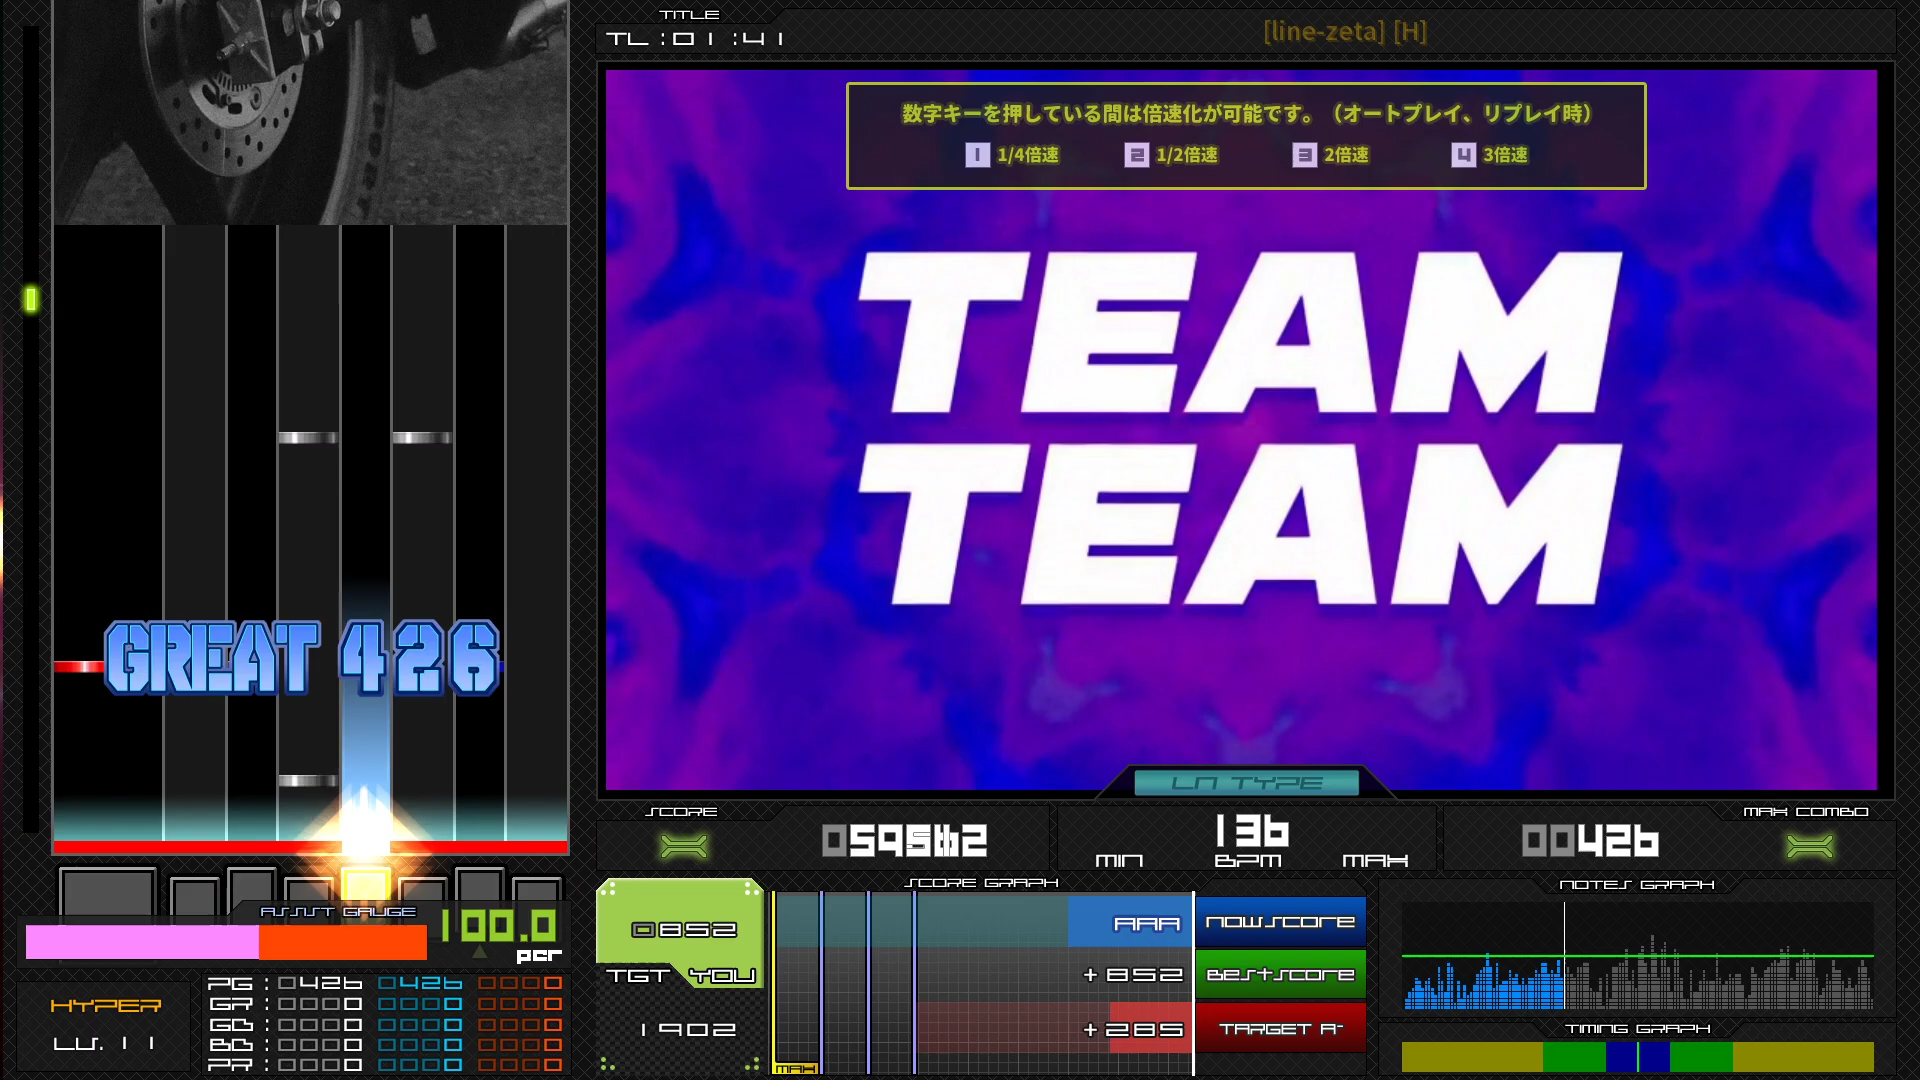 TITLE
TL:01:41
[line-zeta] [H]
数字キーを押している間は倍速化が可能です。（オートプレイ、リプレイ時）
1 1/4倍速 2 1/2倍速 3 2倍速 4 3倍速
TEAM
TEAM
GREAT 426
LN TYPE
SCORE
MAX COMBO
136
00426
MIN BPM MAX
SCORE GRAPH
NOTES GRAPH
ASSIST GAUGE
100.0
per
0852
AAA
NOWSCORE
TGT YOU
+852
BESTSCORE
1902
+285
TARGET A-
MAX
HYPER
LV. 11
PG : 0426 0426 0000
GR : 0000 0000 0000
GD : 0000 0000 0000
BD : 0000 0000 0000
PR : 0000 0000 0000
TIMING GRAPH